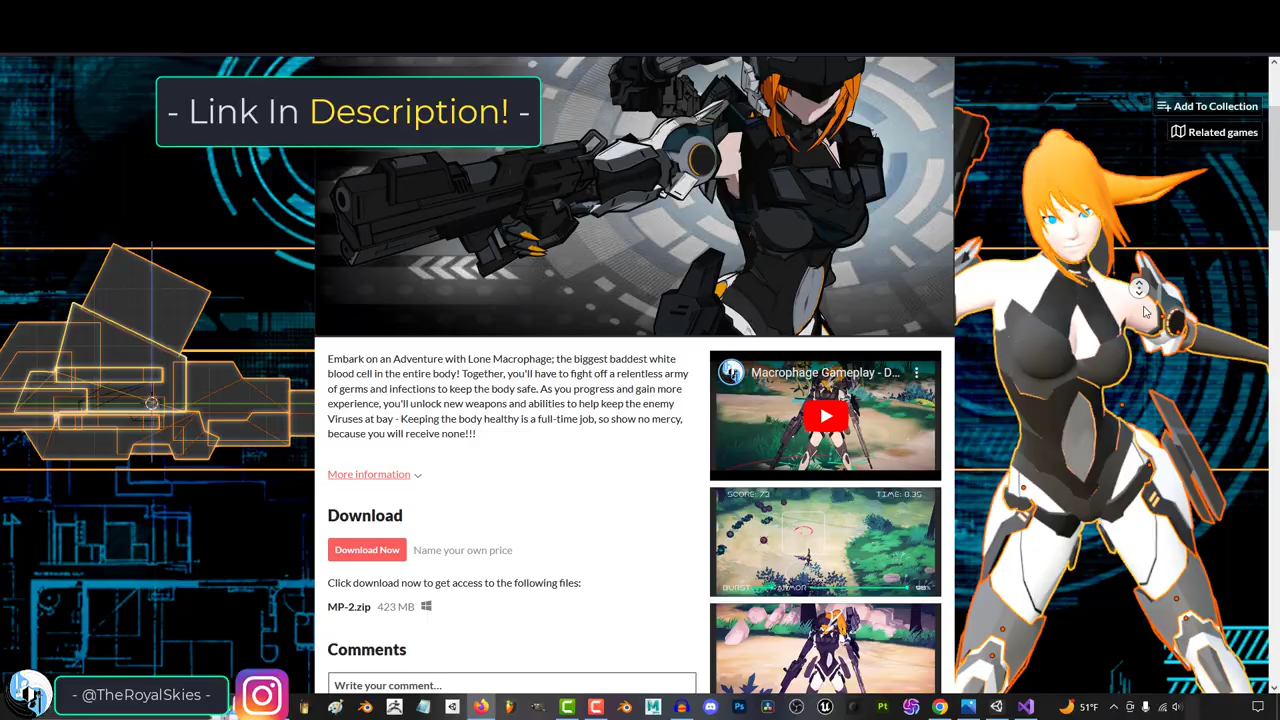 - Link In Description! -
Add To Collection
Related games
Embark on an Adventure with Lone Macrophage; the biggest baddest white
blood cell in the entire body! Together, you'll have to fight off a relentless army
of germs and infections to keep the body safe. As you progress and gain more
experience, you'll unlock new weapons and abilities to help keep the enemy
Viruses at bay - Keeping the body healthy is a full-time job, so show no mercy,
because you will receive none!!!
More information
Macrophage Gameplay - D...
SCORE: 73
TIME: 0.35
BURST
ARMOR
98%
Download
Download Now
Name your own price
Click download now to get access to the following files:
MP-2.zip 423 MB
Comments
Write your comment...
- @TheRoyalSkies -
Ps
Pt
51°F